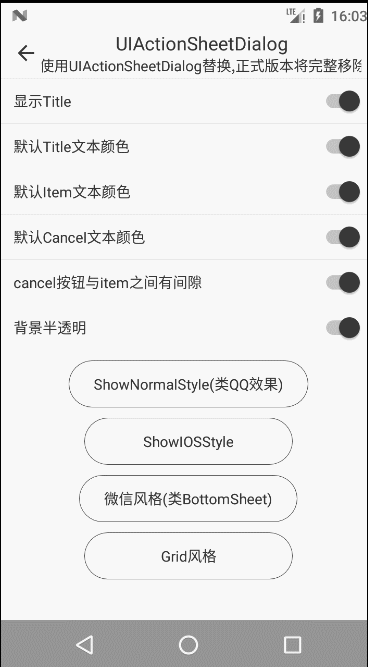 LTE 16:03
UIActionSheetDialog
使用UIActionSheetDialog替换,正式版本将完整移除
显示Title
默认Title文本颜色
默认Item文本颜色
默认Cancel文本颜色
cancel按钮与item之间有间隙
背景半透明
ShowNormalStyle(类QQ效果)
ShowIOSStyle
微信风格(类BottomSheet)
Grid风格